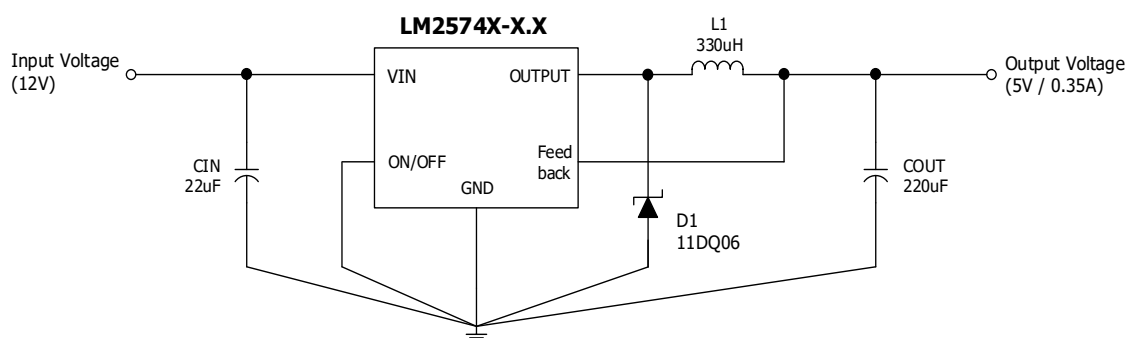 LM2574X-X.X
L1
330uH
Input Voltage
(12V)
VIN
OUTPUT
Output Voltage
(5V / 0.35A)
CIN
22uF
ON/OFF
GND
Feed
back
D1
11DQ06
COUT
220uF